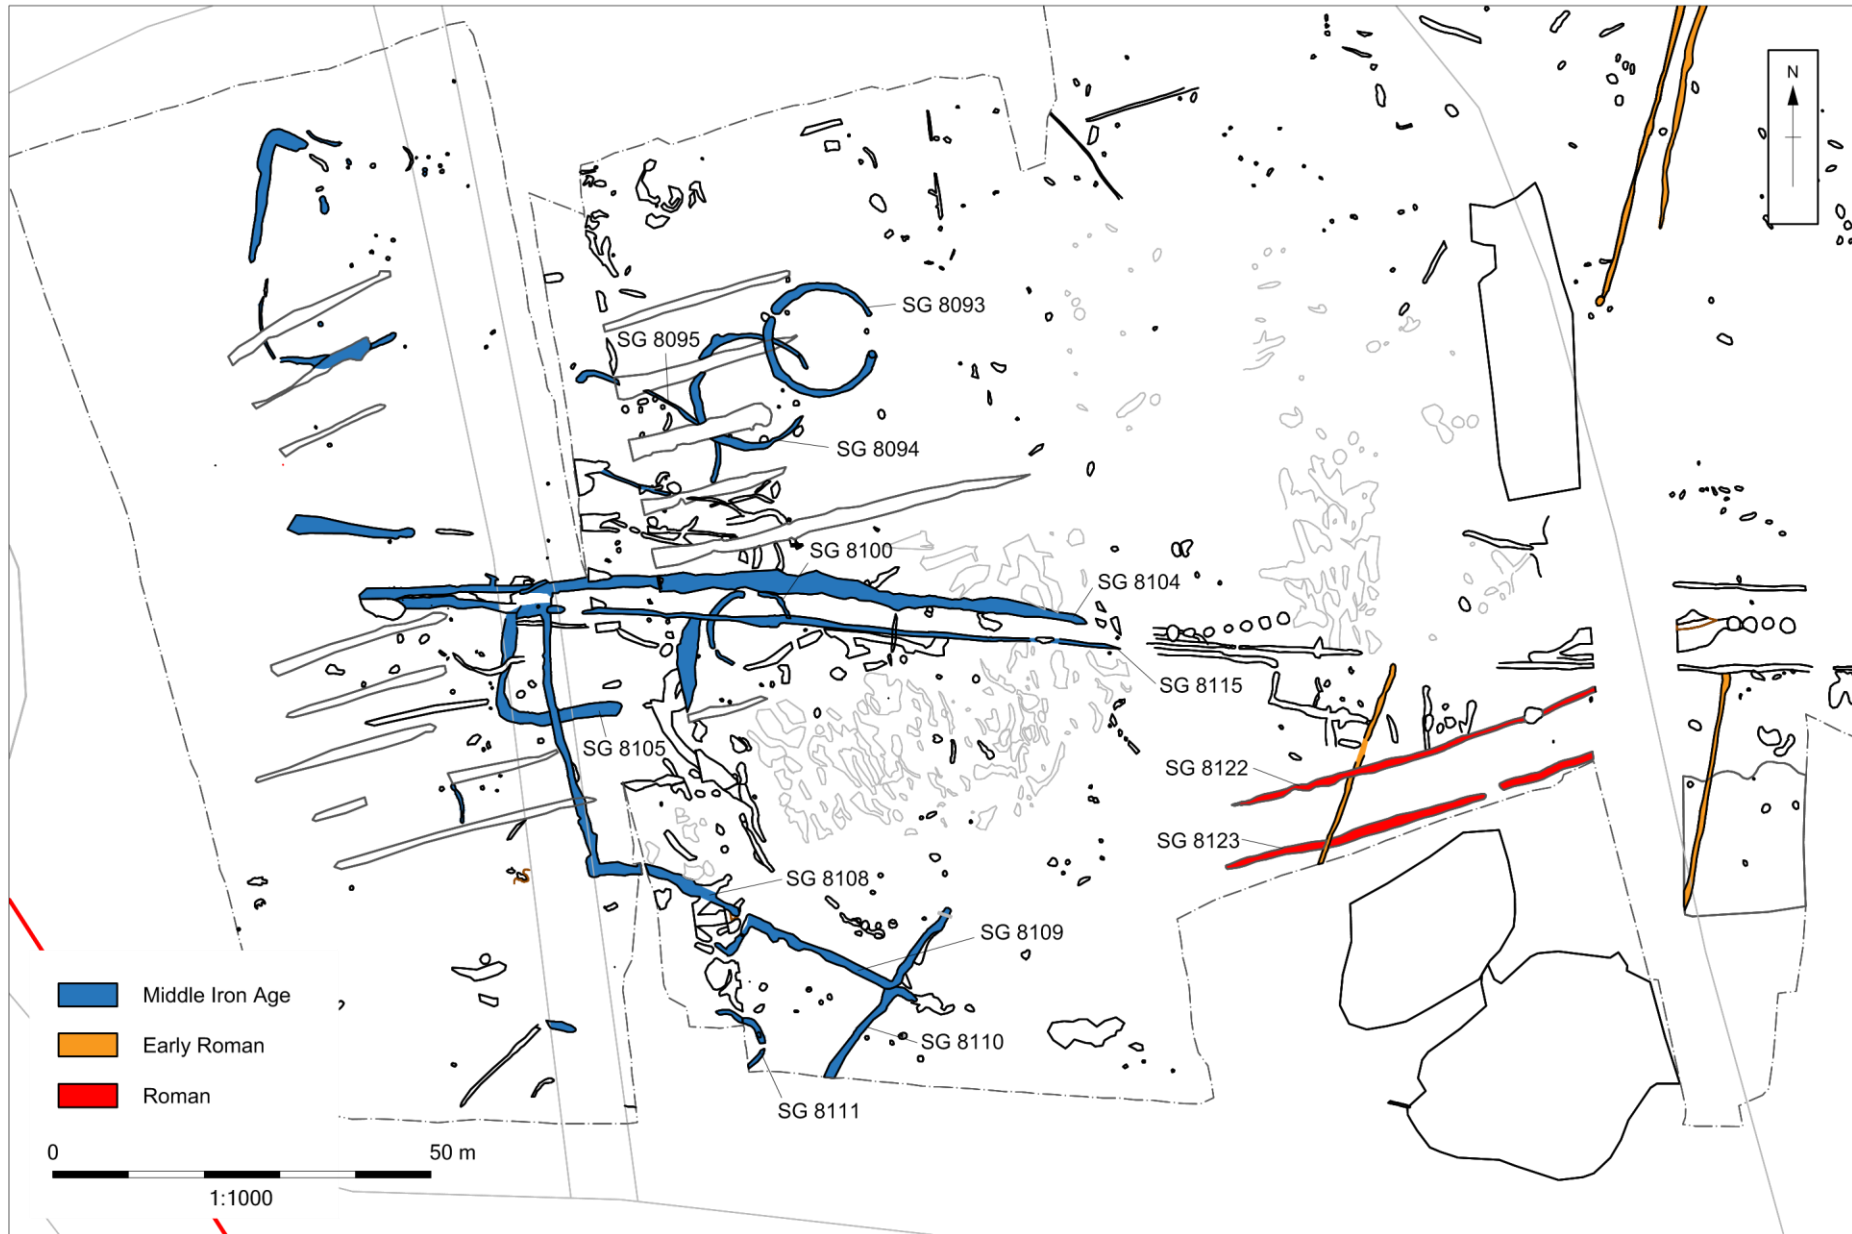 N
SG 8093
SG 8095
SG 8094
SG 8100
SG 8104
SG 8115
SG 8105
SG 8122
SG 8123
SG 8108
SG 8109
SG 8110
SG 8111
Middle Iron Age
Early Roman
Roman
0 50 m
1:1000